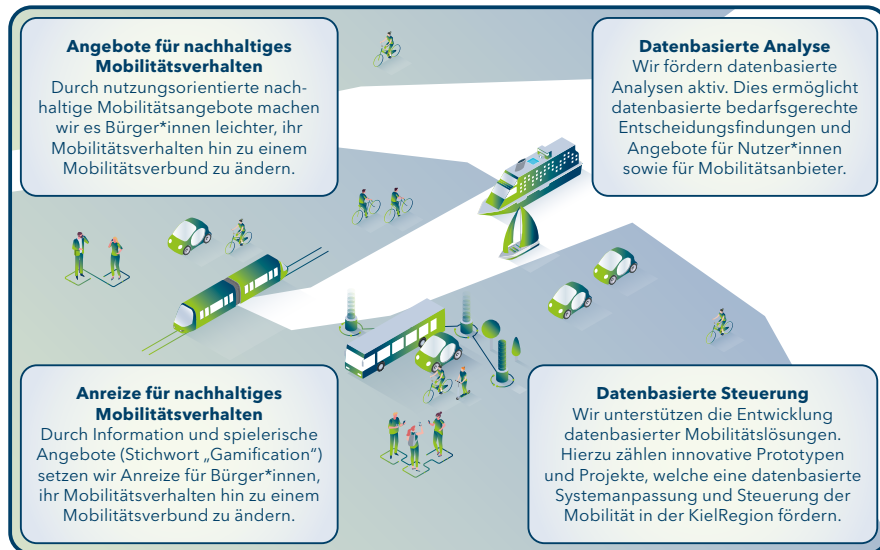 Angebote für nachhaltiges
Mobilitätsverhalten
Durch nutzungsorientierte nach-
haltige Mobilitätsangebote machen
wir es Bürger*innen leichter, ihr
Mobilitätsverhalten hin zu einem
Mobilitätsverbund zu ändern.
Datenbasierte Analyse
Wir fördern datenbasierte
Analysen aktiv. Dies ermöglicht
datenbasierte bedarfsgerechte
Entscheidungsfindungen und
Angebote für Nutzer*innen
sowie für Mobilitätsanbieter.
Anreize für nachhaltiges
Mobilitätsverhalten
Durch Information und spielerische
Angebote (Stichwort „Gamification“)
setzen wir Anreize für Bürger*innen,
ihr Mobilitätsverhalten hin zu einem
Mobilitätsverbund zu ändern.
Datenbasierte Steuerung
Wir unterstützen die Entwicklung
datenbasierter Mobilitätslösungen.
Hierzu zählen innovative Prototypen
und Projekte, welche eine datenbasierte
Systemanpassung und Steuerung der
Mobilität in der KielRegion fördern.